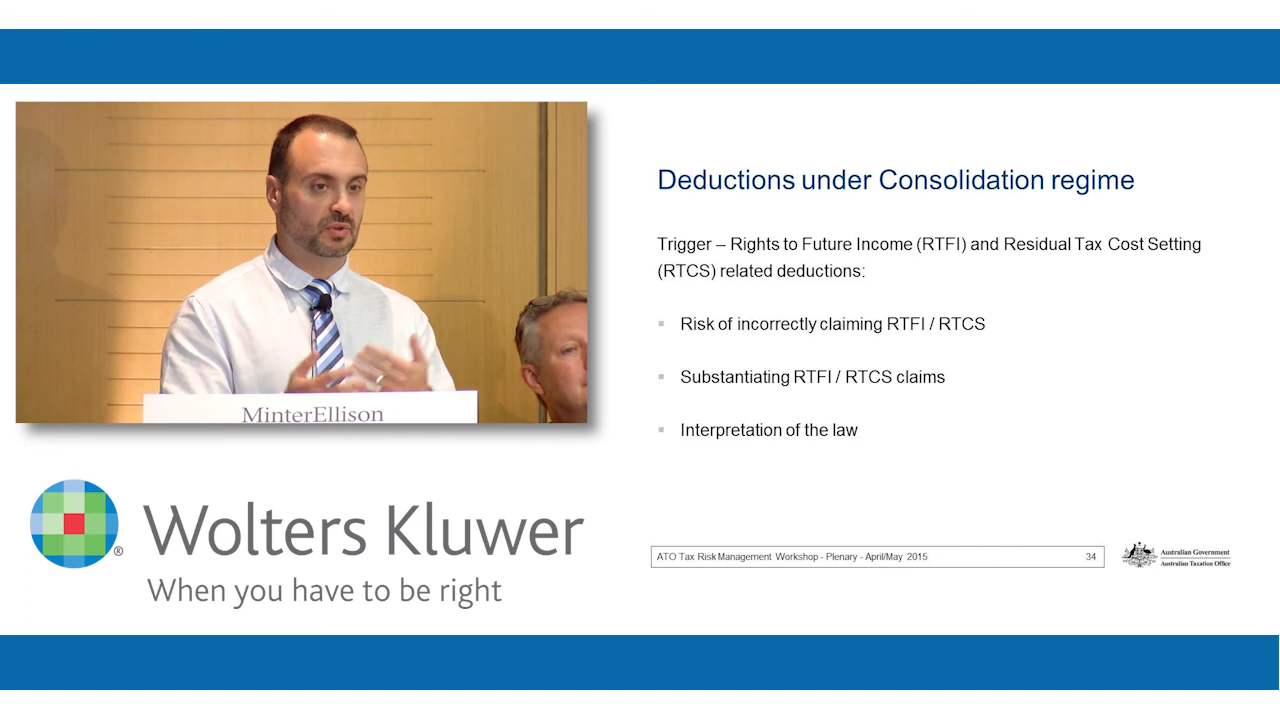 MinterEllison
Wolters Kluwer
®
When you have to be right
Deductions under Consolidation regime
Trigger – Rights to Future Income (RTFI) and Residual Tax Cost Setting
(RTCS) related deductions:
Risk of incorrectly claiming RTFI / RTCS
Substantiating RTFI / RTCS claims
Interpretation of the law
ATO Tax Risk Management Workshop - Plenary - April/May 2015 34
Australian Government
Australian Taxation Office